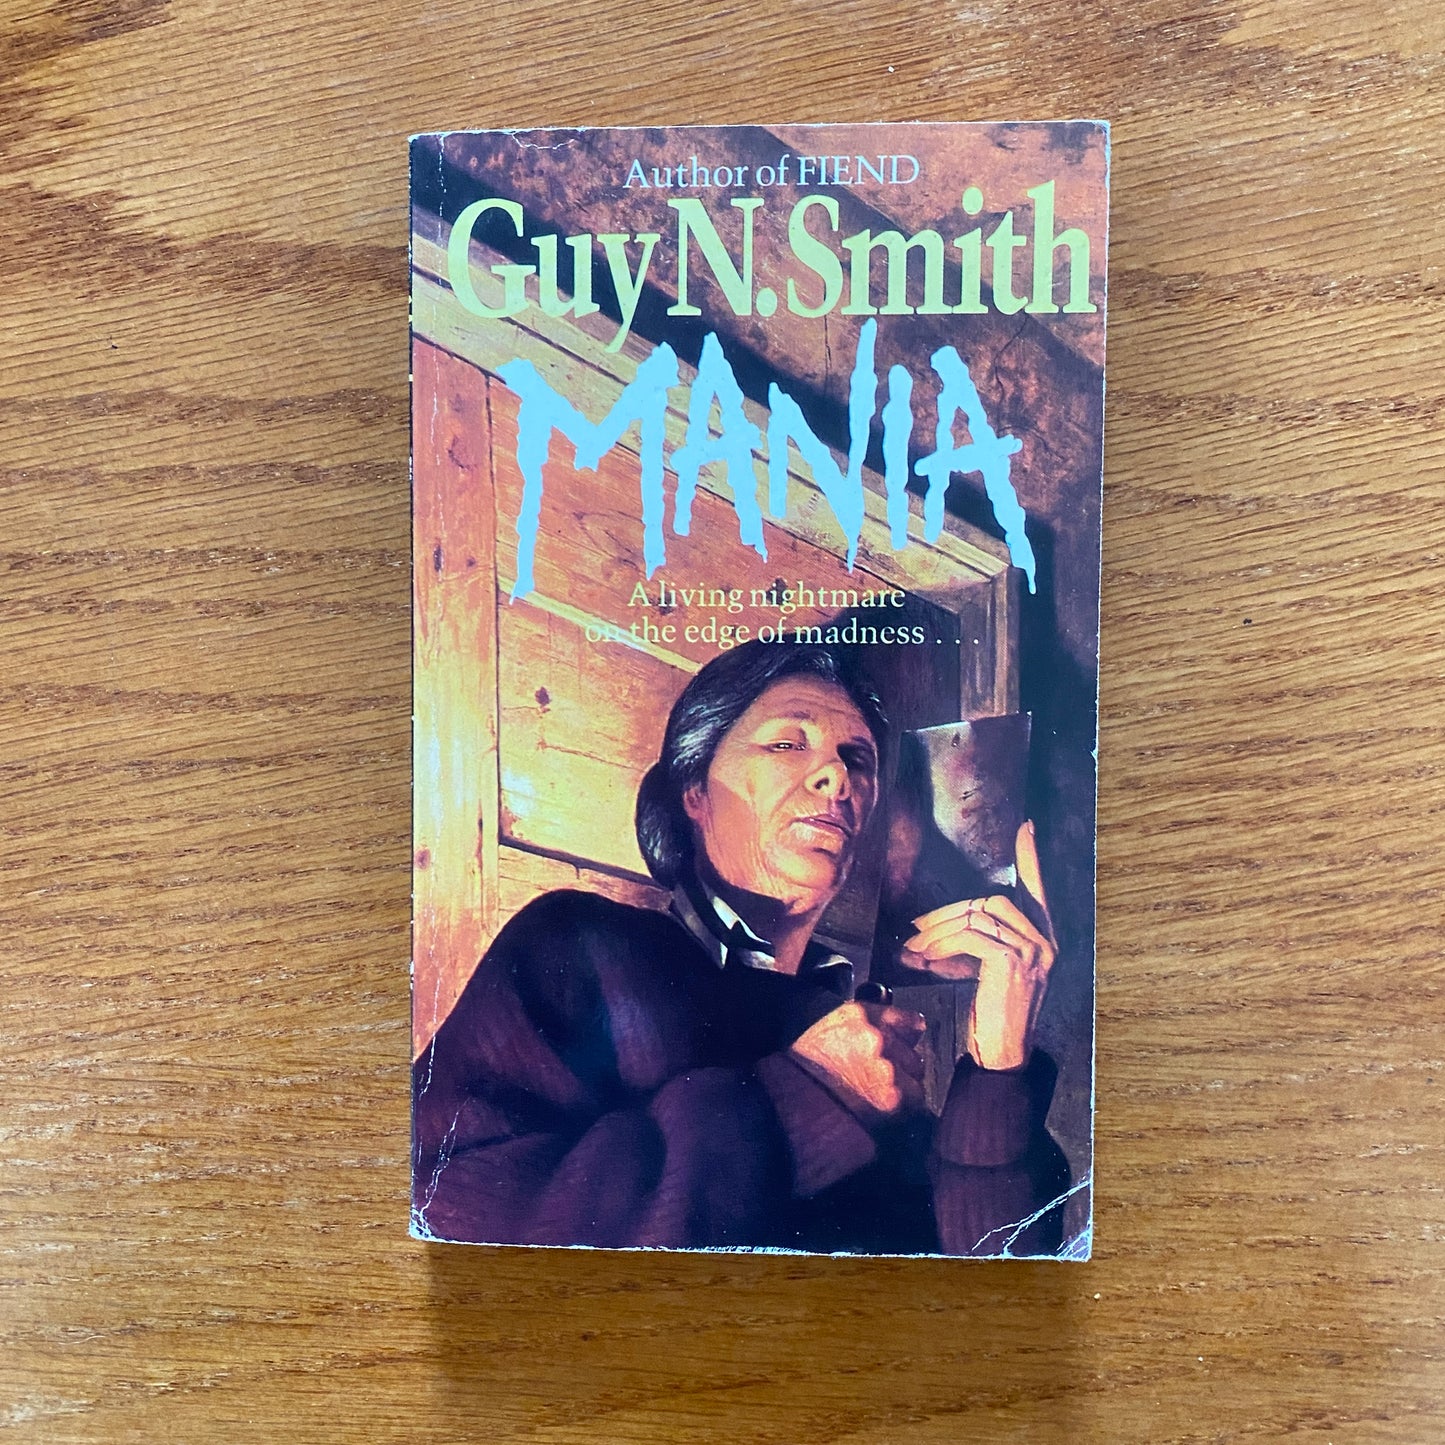 Author of FIEND
Guy N. Smith
MANIA
A living nightmare
on the edge of madness . . .